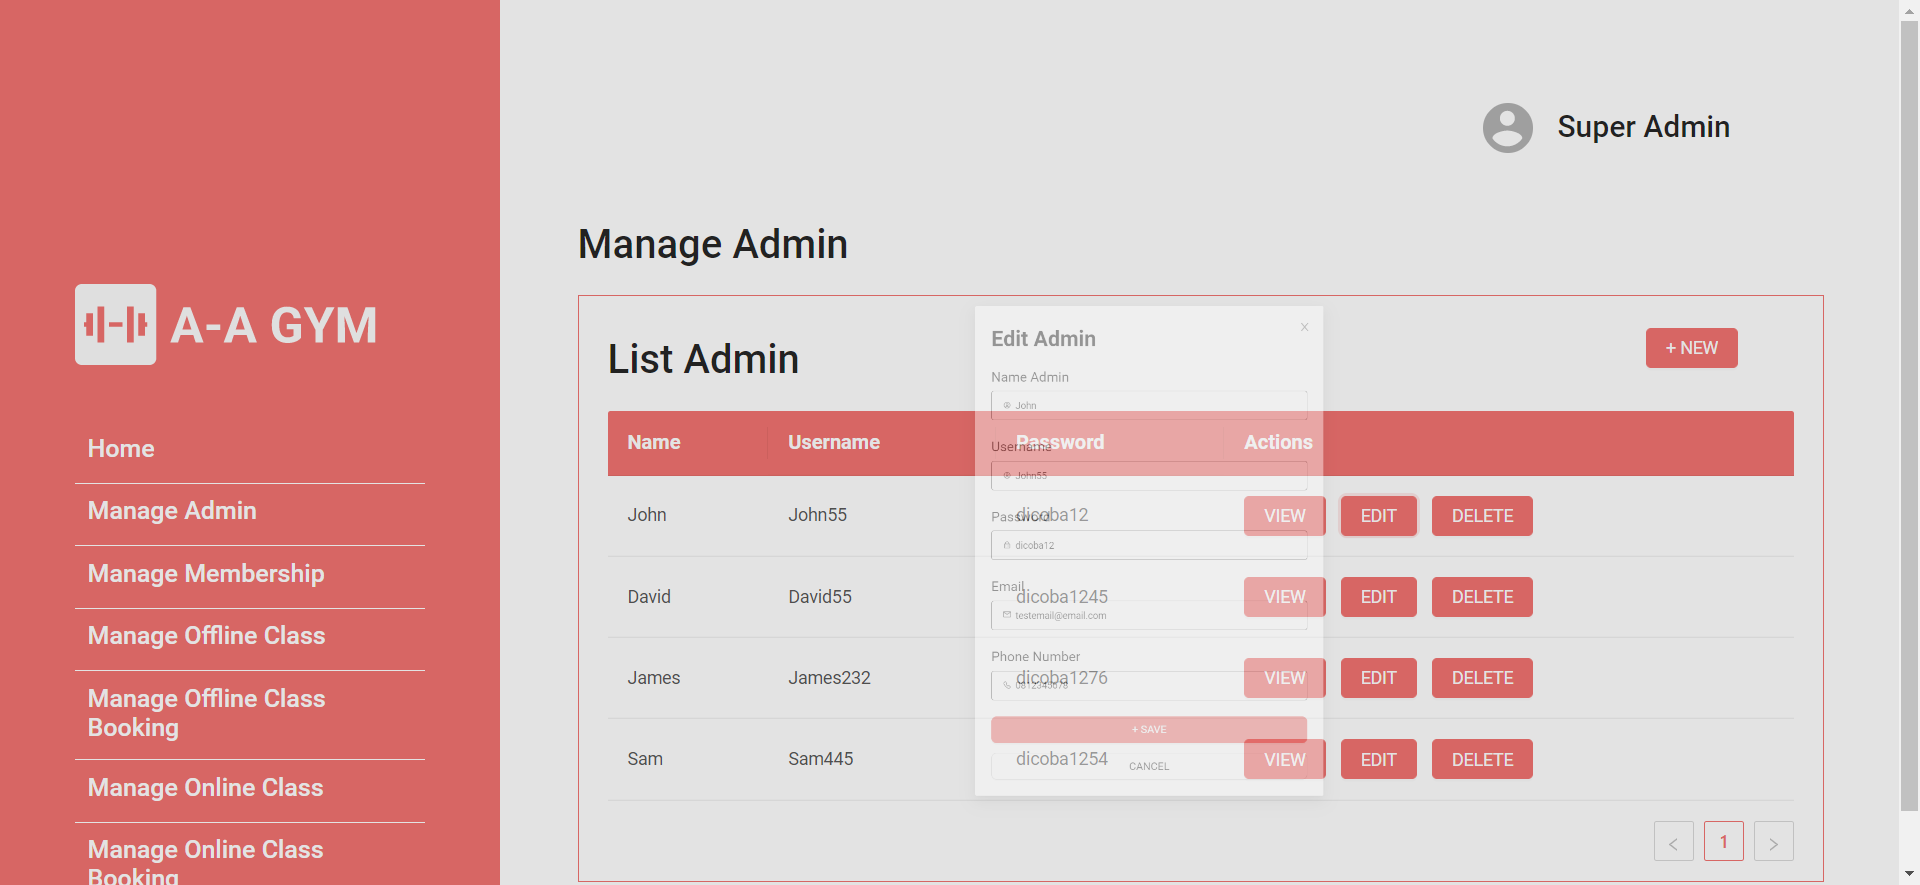 Super Admin
Manage Admin
A-A GYM
Home
Manage Admin
Manage Membership
Manage Offline Class
Manage Offline Class
Booking
Manage Online Class
Manage Online Class
Booking
List Admin
+ NEW
Name Username Password Actions
John John55 dicoba12 VIEW EDIT DELETE
David David55 dicoba1245 VIEW EDIT DELETE
James James232 dicoba1276 VIEW EDIT DELETE
Sam Sam445 dicoba1254 VIEW EDIT DELETE
< 1 >
Edit Admin
Name Admin
John
Username
John55
Password
dicoba12
Email
testemail@email.com
Phone Number
+ SAVE
CANCEL